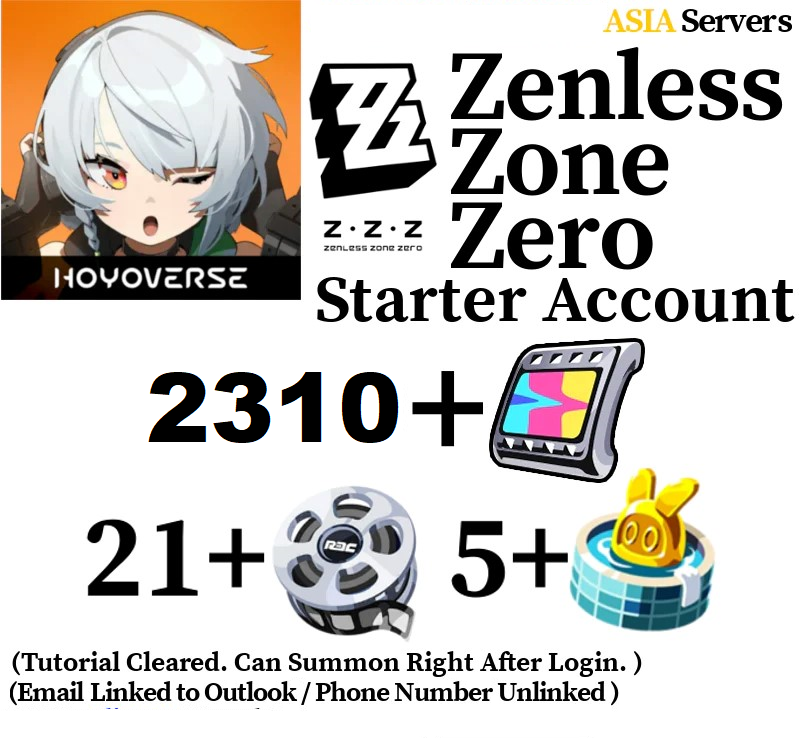 ASIA Servers
Zenless
Zone
Zero
Z·Z·Z
ZENLESS ZONE ZERO
HOYOVERSE
Starter Account
2310+
21+ R3C 5+
(Tutorial Cleared. Can Summon Right After Login. )
(Email Linked to Outlook / Phone Number Unlinked )